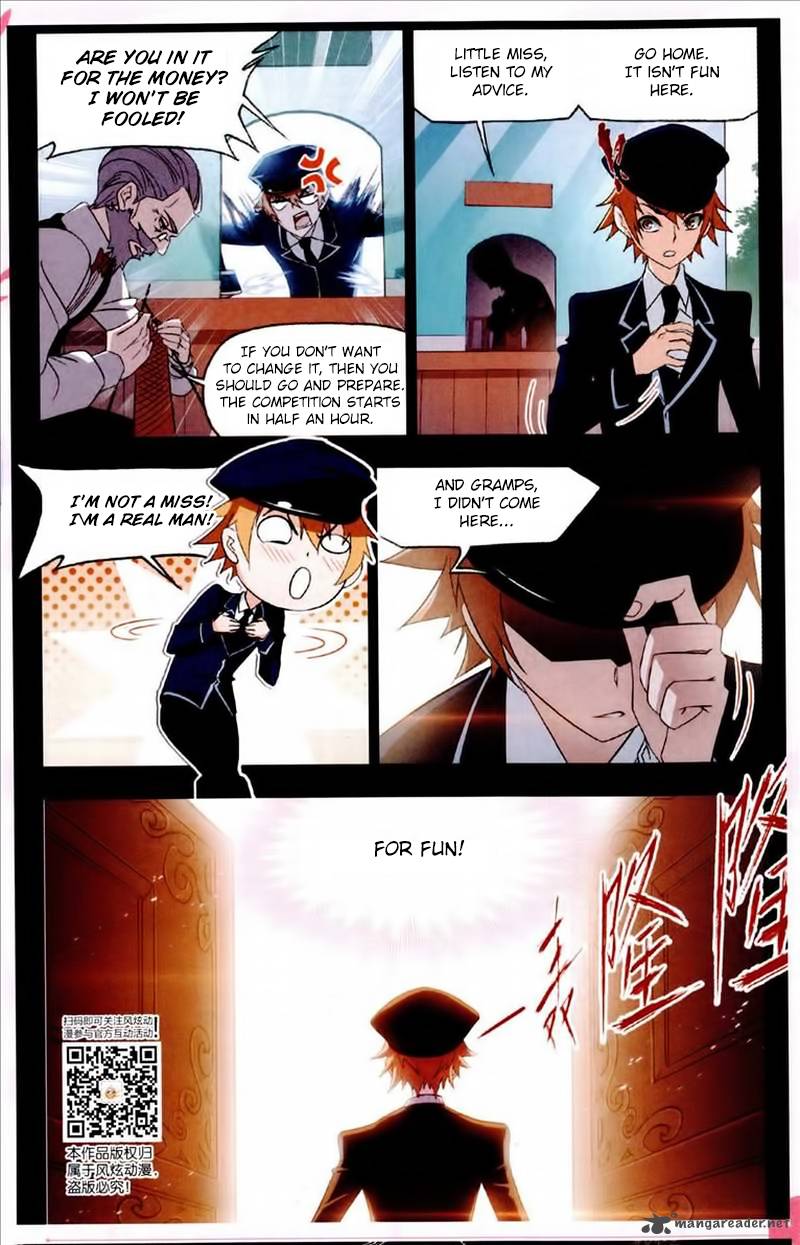 ARE YOU IN IT
FOR THE MONEY?
I WON'T BE
FOOLED!
IF YOU DON'T WANT
TO CHANGE IT, THEN YOU
SHOULD GO AND PREPARE.
THE COMPETITION STARTS
IN HALF AN HOUR.
LITTLE MISS,
LISTEN TO MY
ADVICE.
GO HOME.
IT ISN'T FUN
HERE.
I'M NOT A MISS!
I'M A REAL MAN!
AND GRAMPS,
I DIDN'T COME
HERE...
FOR FUN!
轰隆隆
扫码即可关注风炫动
漫参与官方互动活动!
本作品版权归
属于风炫动漫,
盗版必究!
mangareader.net